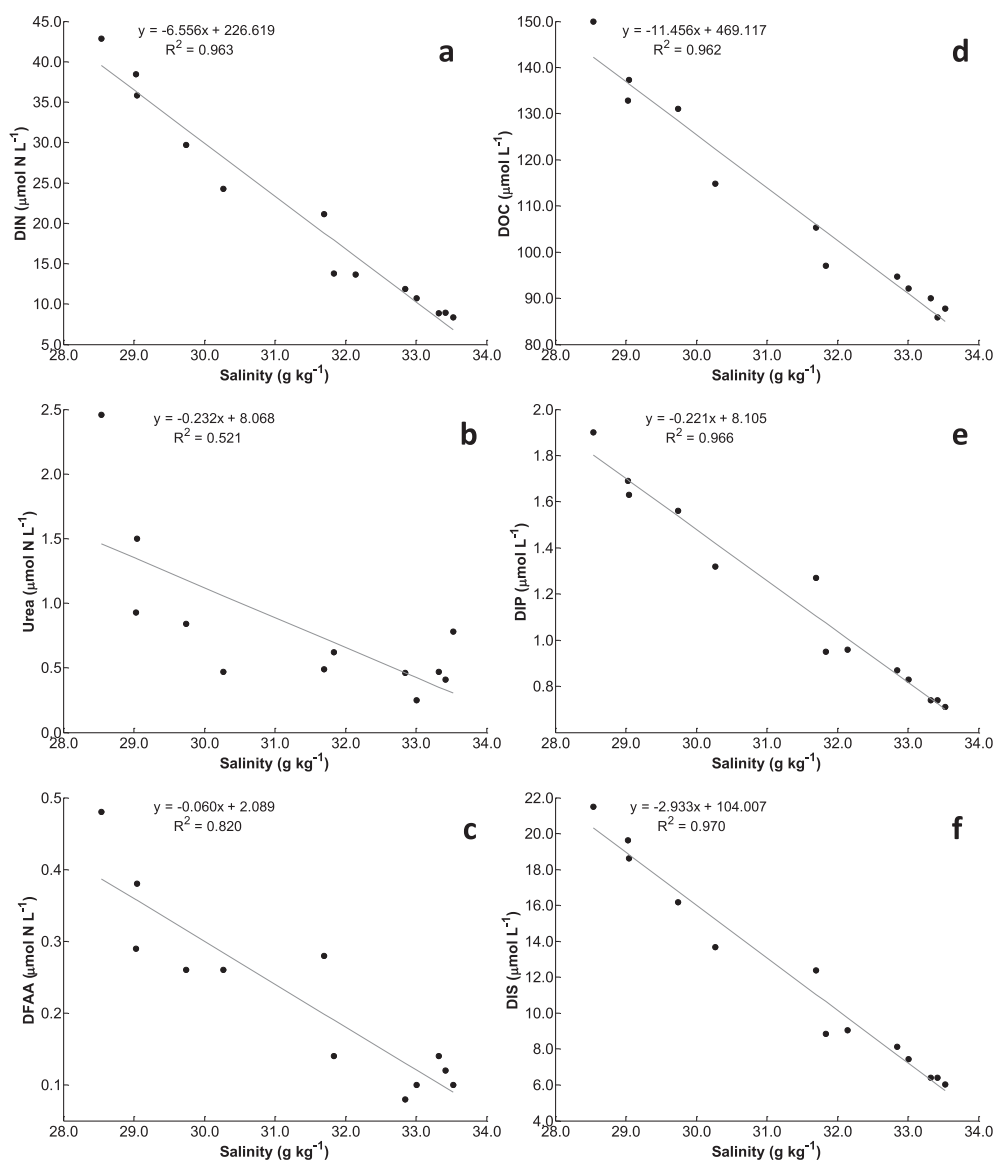 y = -6.556x + 226.619
R² = 0.963
a
45.0
40.0
35.0
30.0
25.0
20.0
15.0
10.0
5.0
DIN (μmol N L⁻¹)
28.0 29.0 30.0 31.0 32.0 33.0 34.0
Salinity (g kg⁻¹)
y = -11.456x + 469.117
R² = 0.962
d
150.0
140.0
130.0
120.0
110.0
100.0
90.0
80.0
DOC (μmol L⁻¹)
28.0 29.0 30.0 31.0 32.0 33.0 34.0
Salinity (g kg⁻¹)
y = -0.232x + 8.068
R² = 0.521
b
2.5
2.0
1.5
1.0
0.5
0.0
Urea (μmol N L⁻¹)
28.0 29.0 30.0 31.0 32.0 33.0 34.0
Salinity (g kg⁻¹)
y = -0.221x + 8.105
R² = 0.966
e
2.0
1.8
1.6
1.4
1.2
1.0
0.8
DIP (μmol L⁻¹)
28.0 29.0 30.0 31.0 32.0 33.0 34.0
Salinity (g kg⁻¹)
y = -0.060x + 2.089
R² = 0.820
c
0.5
0.4
0.3
0.2
0.1
DFAA (μmol N L⁻¹)
28.0 29.0 30.0 31.0 32.0 33.0 34.0
Salinity (g kg⁻¹)
y = -2.933x + 104.007
R² = 0.970
f
22.0
20.0
18.0
16.0
14.0
12.0
10.0
8.0
6.0
4.0
DIS (μmol L⁻¹)
28.0 29.0 30.0 31.0 32.0 33.0 34.0
Salinity (g kg⁻¹)